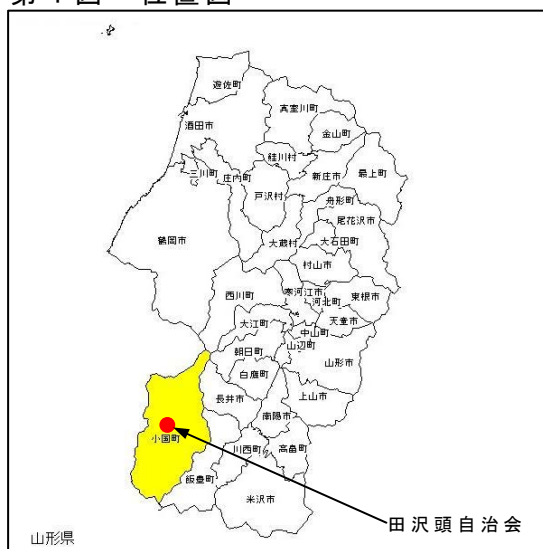 第1図 位置図
遊佐町
真室川町
金山町
酒田市
鮭川村
三川町
庄内町
新庄市
最上町
戸沢村
舟形町
尾花沢市
鶴岡市
大蔵村
大石田町
村山市
西川町
寒河江市
河北町
東根市
天童市
大江町
中山町
山辺町
朝日町
山形市
白鷹町
長井市
上山市
南陽市
小国町
川西町
高畠町
飯豊町
米沢市
田沢頭自治会
山形県